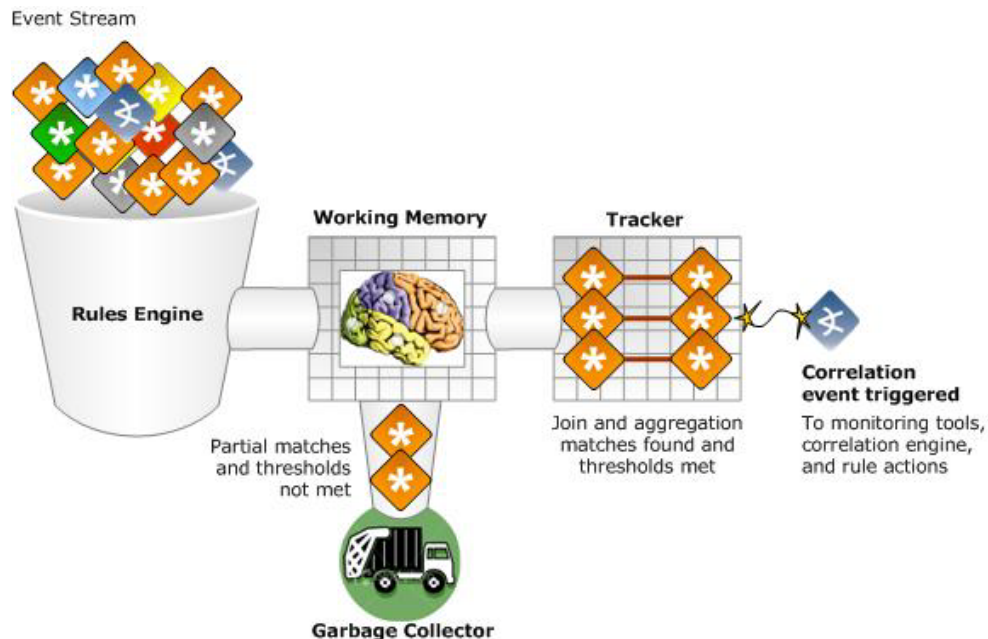 Event Stream
Working Memory
Tracker
Rules Engine
Correlation
event triggered
To monitoring tools,
correlation engine,
and rule actions
Join and aggregation
matches found and
thresholds met
Partial matches
and thresholds
not met
Garbage Collector